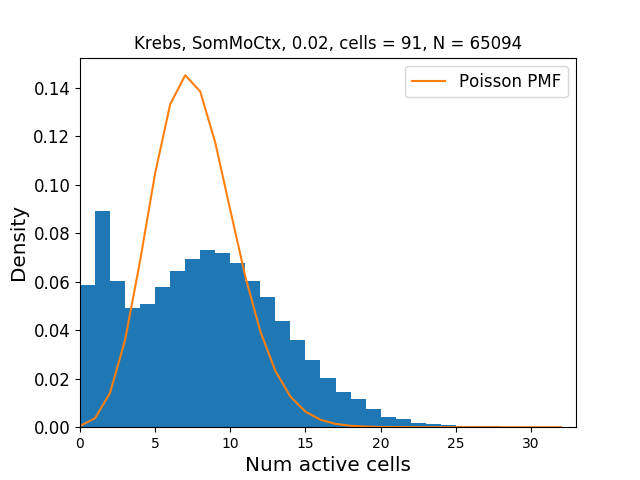 Krebs, SomMoCtx, 0.02, cells = 91, N = 65094
Poisson PMF
0.14
0.12
0.10
0.08
0.06
0.04
0.02
0.00
Density
0 5 10 15 20 25 30
Num active cells